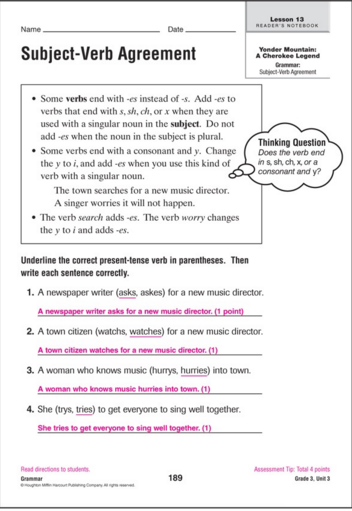 Lesson 13
READER'S NOTEBOOK
Name
Date
Subject-Verb Agreement
Yonder Mountain:
A Cherokee Legend
Grammar:
Subject-Verb Agreement
• Some verbs end with -es instead of -s. Add -es to
verbs that end with s, sh, ch, or x when they are
used with a singular noun in the subject. Do not
add -es when the noun in the subject is plural.
• Some verbs end with a consonant and y. Change
the y to i, and add -es when you use this kind of
verb with a singular noun.
The town searches for a new music director.
A singer worries it will not happen.
• The verb search adds -es. The verb worry changes
the y to i and adds -es.
Thinking Question
Does the verb end
in s, sh, ch, x, or a
consonant and y?
Underline the correct present-tense verb in parentheses. Then
write each sentence correctly.
1. A newspaper writer (asks, askes) for a new music director.
A newspaper writer asks for a new music director. (1 point)
2. A town citizen (watchs, watches) for a new music director.
A town citizen watches for a new music director. (1)
3. A woman who knows music (hurrys, hurries) into town.
A woman who knows music hurries into town. (1)
4. She (trys, tries) to get everyone to sing well together.
She tries to get everyone to sing well together. (1)
Read directions to students.
Assessment Tip: Total 4 points
Grammar
189
Grade 3, Unit 3
© Houghton Mifflin Harcourt Publishing Company. All rights reserved.